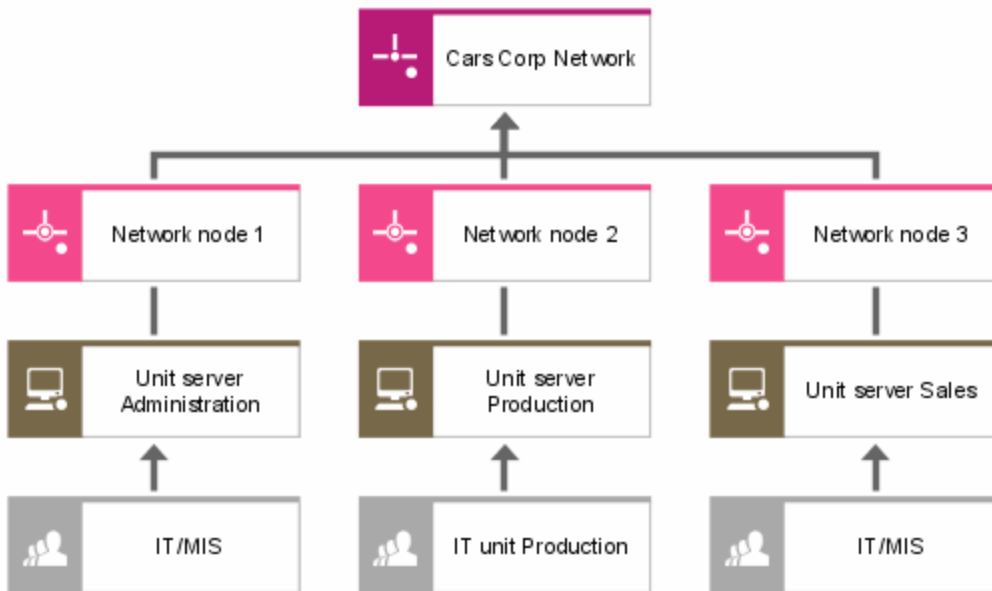 Cars Corp Network
Network node 1
Network node 2
Network node 3
Unit server
Administration
Unit server
Production
Unit server Sales
IT/MIS
IT unit Production
IT/MIS